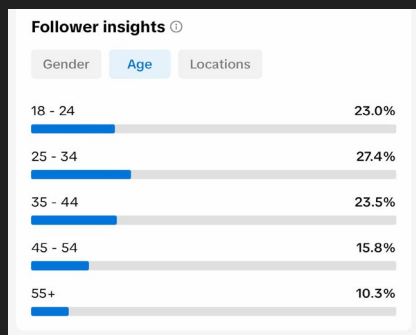 Follower insights
Gender Age Locations
18 - 24 23.0%
25 - 34 27.4%
35 - 44 23.5%
45 - 54 15.8%
55+ 10.3%